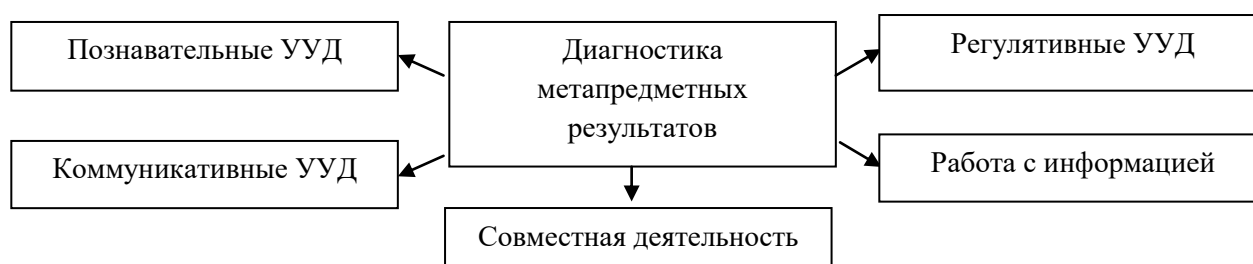 Познавательные УУД
Диагностика
метапредметных
результатов
Регулятивные УУД
Коммуникативные УУД
Работа с информацией
Совместная деятельность